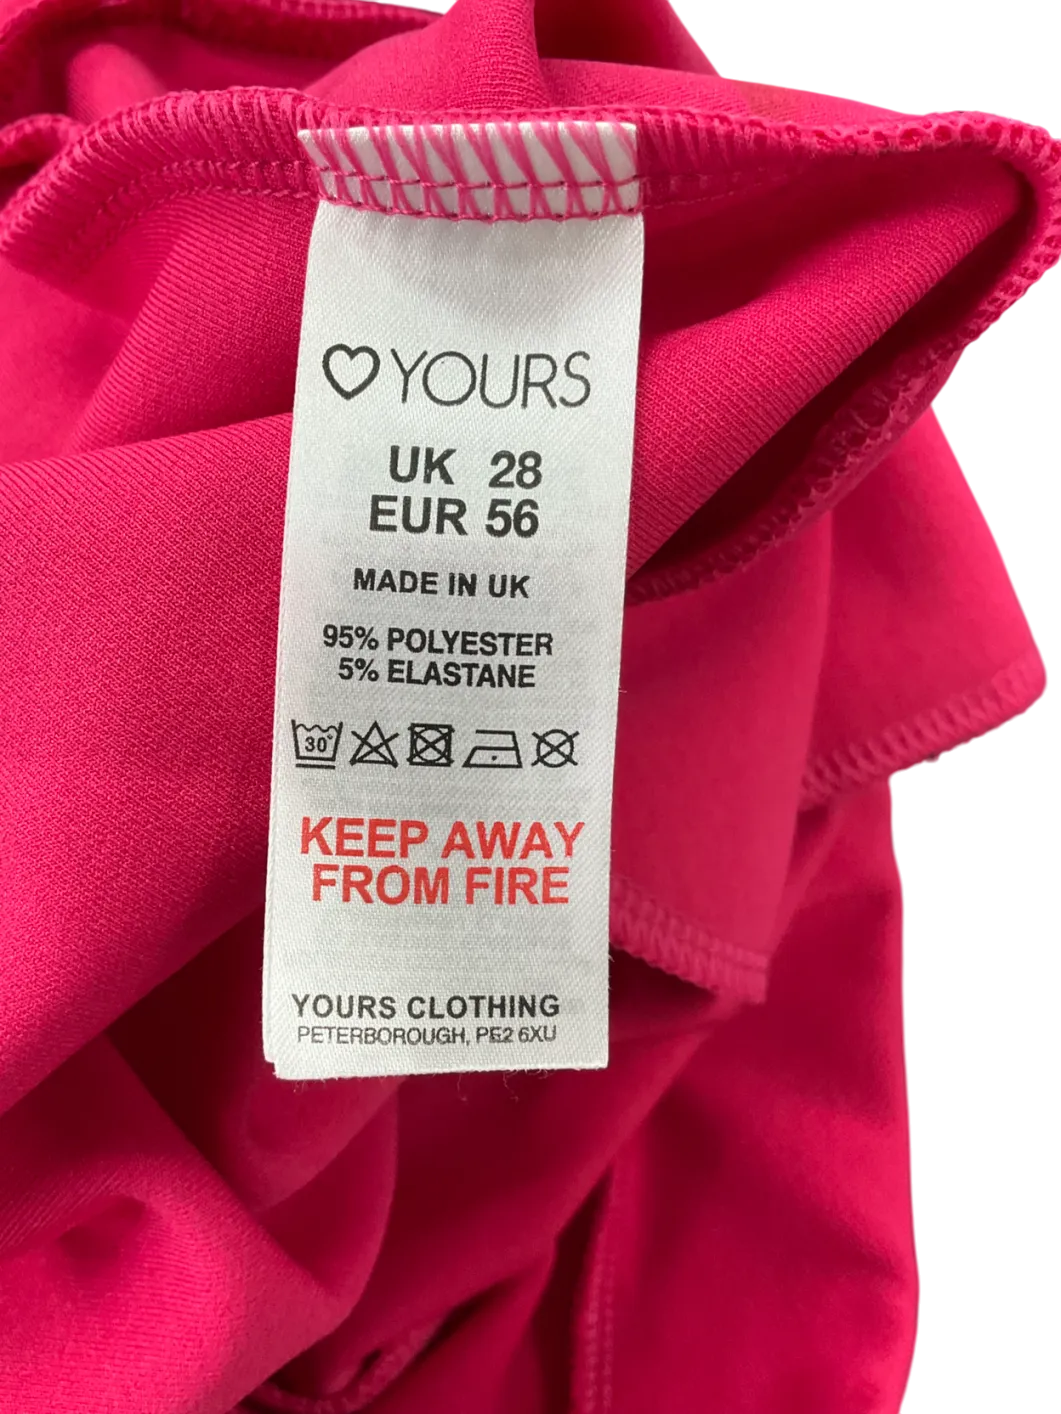 YOURS
UK 28
EUR 56
MADE IN UK
95% POLYESTER
5% ELASTANE
30°
KEEP AWAY
FROM FIRE
YOURS CLOTHING
PETERBOROUGH, PE2 6XU